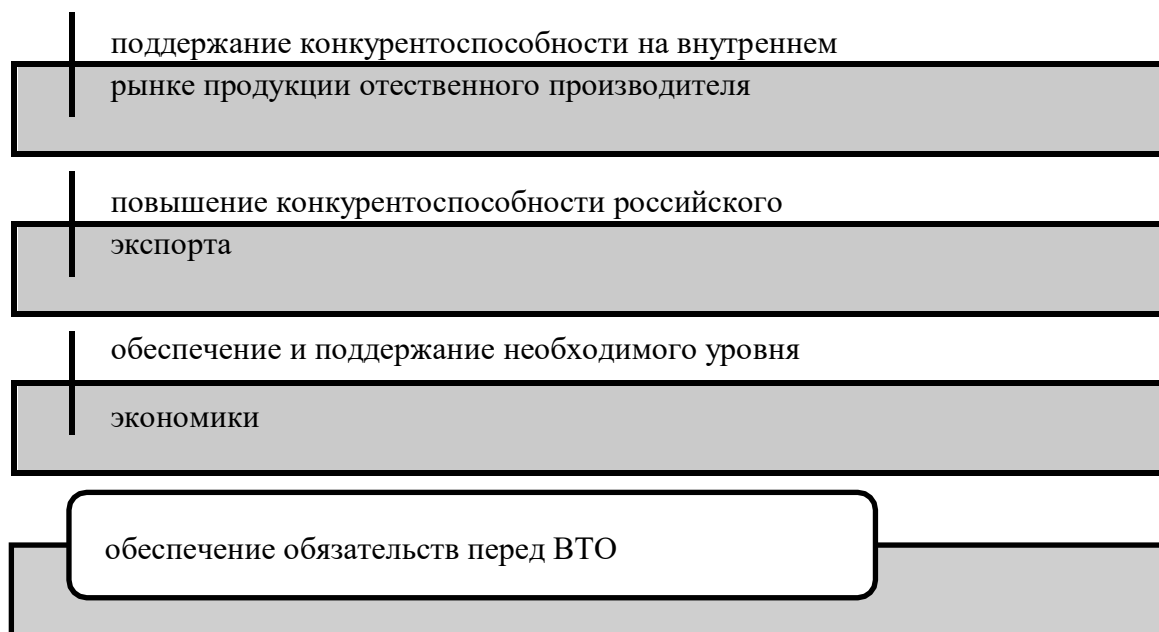 поддержание конкурентоспособности на внутреннем
рынке продукции отественного производителя
повышение конкурентоспособности российского
экспорта
обеспечение и поддержание необходимого уровня
экономики
обеспечение обязательств перед ВТО